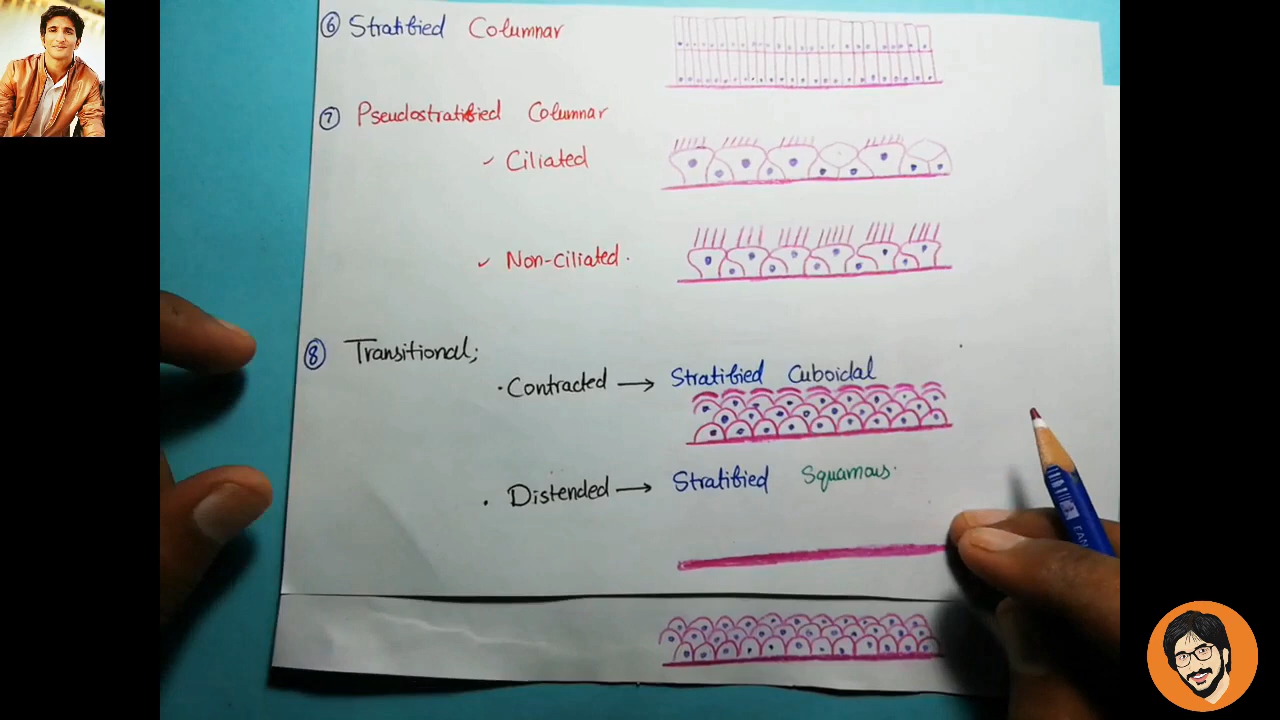 ⑥ Stratified Columnar
⑦ Pseudostratified Columnar
✓ Ciliated
✓ Non-ciliated.
⑧ Transitional;
• Contracted → Stratified Cuboidal
• Distended → Stratified Squamous.